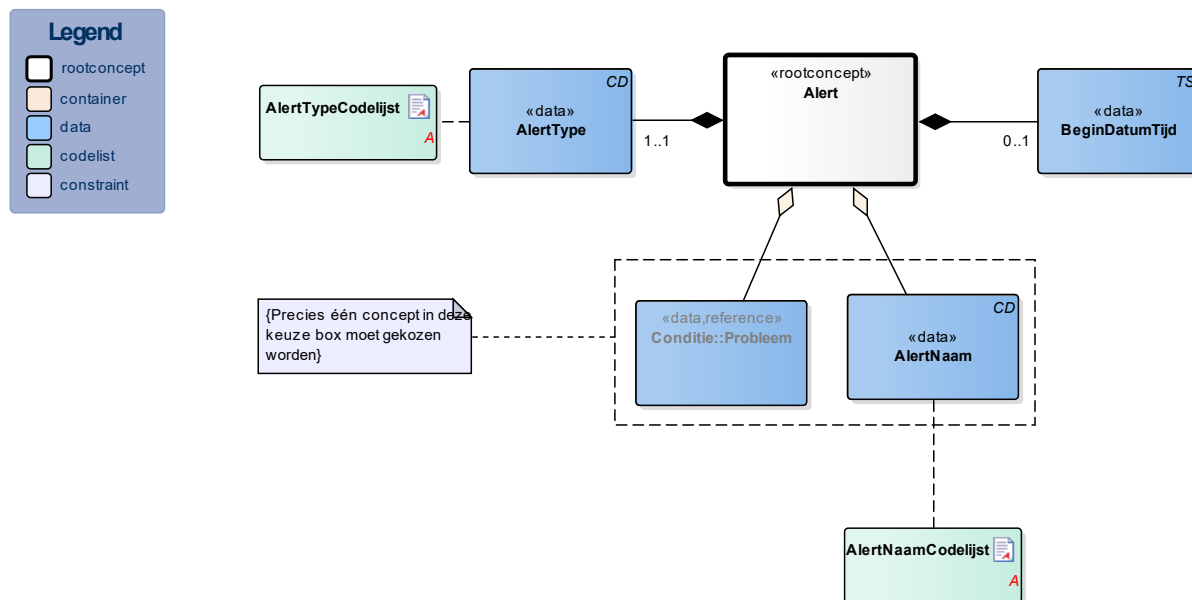 Legend
rootconcept
container
data
codelist
constraint
AlertTypeCodelijst
A
CD
«data»
AlertType
1..1
«rootconcept»
Alert
0..1
TS
«data»
BeginDatumTijd
{Precies één concept in deze
keuze box moet gekozen
worden}
«data,reference»
Conditie::Probleem
CD
«data»
AlertNaam
AlertNaamCodelijst
A